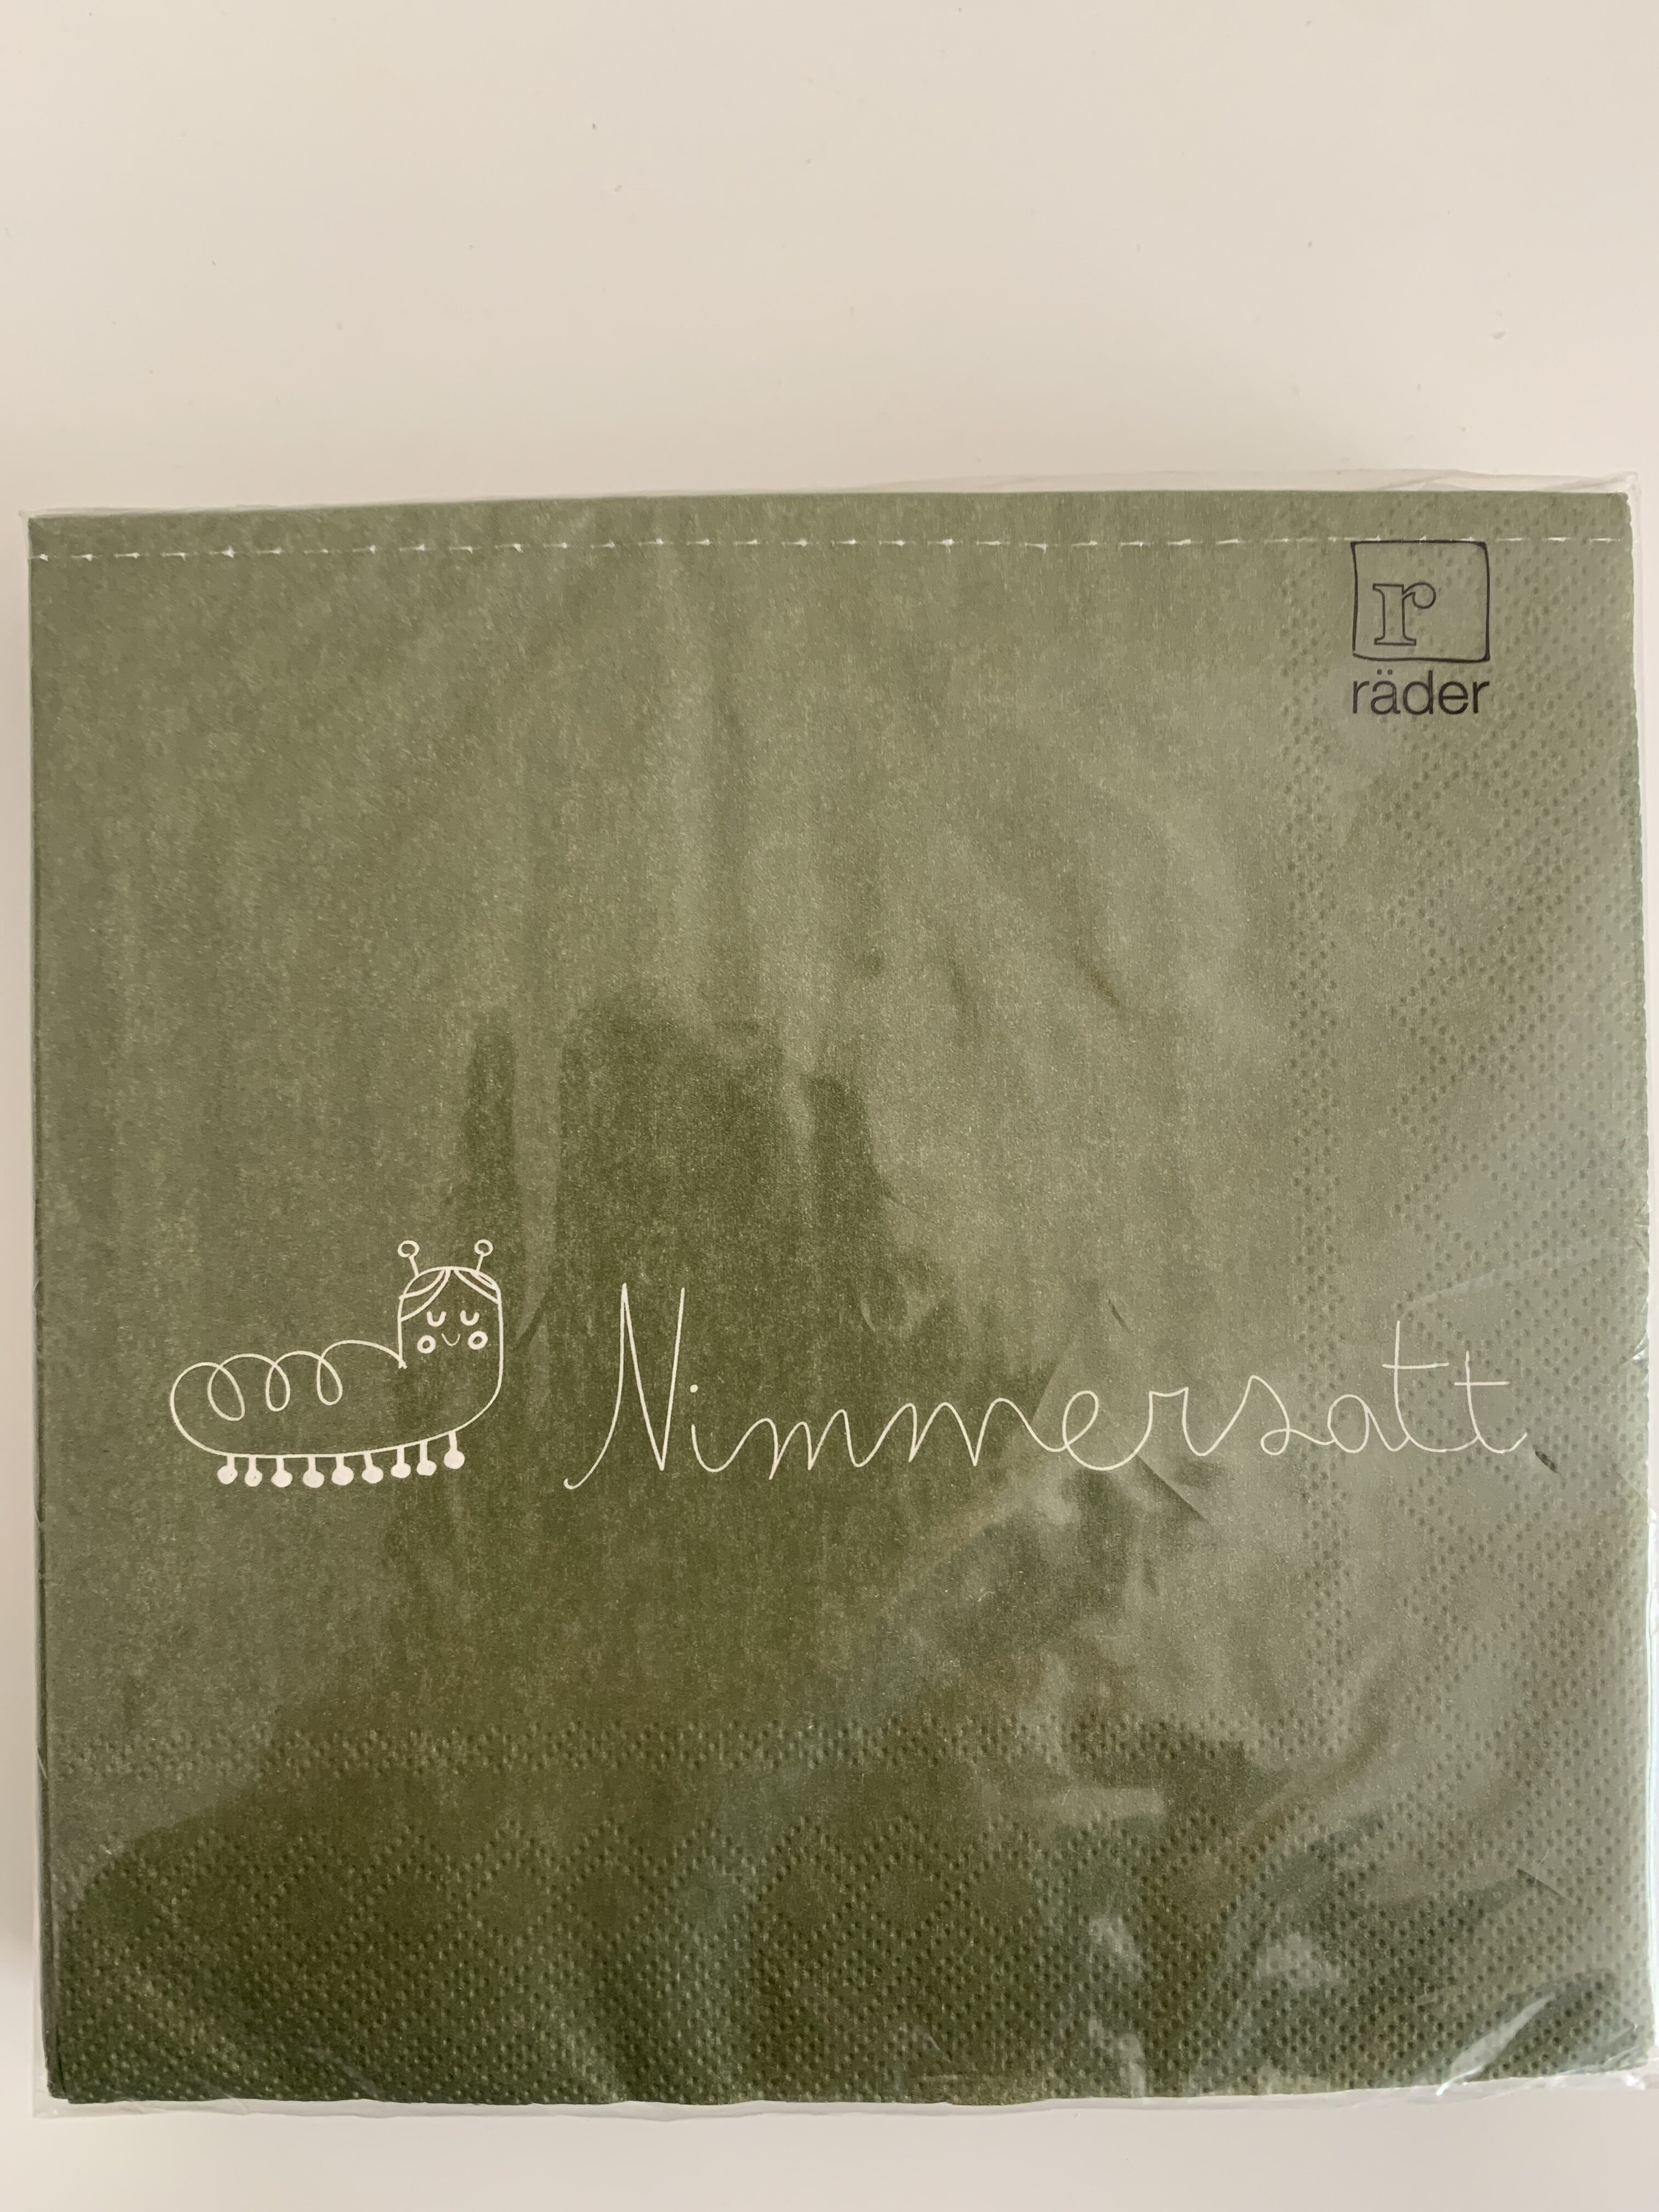 r
räder
Nimmersatt